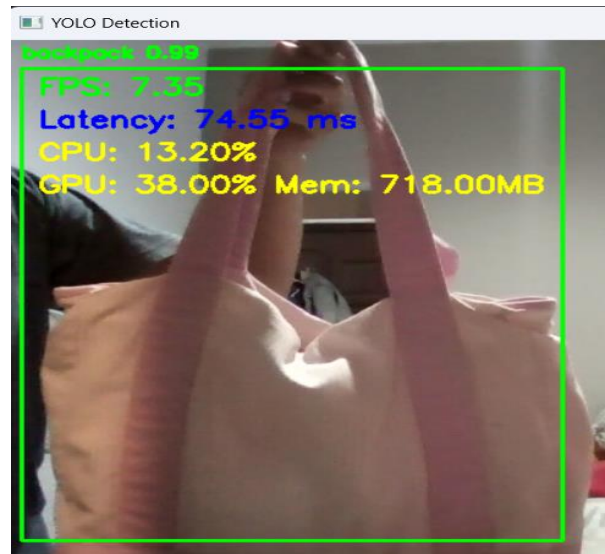 YOLO Detection
backpack 0.99
FPS: 7.35
Latency: 74.55 ms
CPU: 13.20%
GPU: 38.00% Mem: 718.00MB